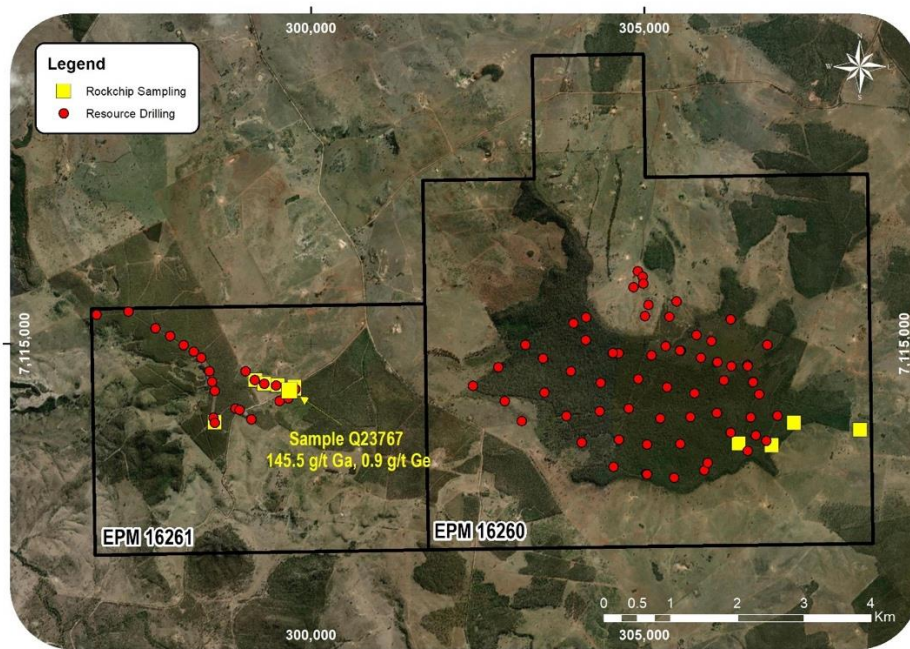 300,000
305,000
Legend
Rockchip Sampling
Resource Drilling
N
W
E
S
7,115,000
7,115,000
Sample Q23767
145.5 g/t Ga, 0.9 g/t Ge
EPM 16261
EPM 16260
0 0.5 1 2 3 4
Km
300,000
305,000